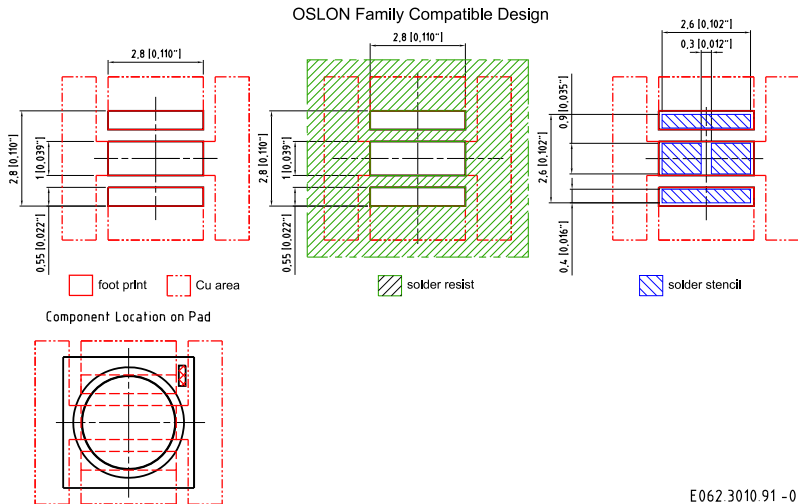 OSLON Family Compatible Design
2,8 [0,110"]
2,8 [0,110"]
1 [0,039"]
0,55 [0,022"]
2,8 [0,110"]
2,8 [0,110"]
1 [0,039"]
0,55 [0,022"]
2,6 [0,102"]
0,3 [0,012"]
0,9 [0,035"]
2,6 [0,102"]
0,4 [0,016"]
foot print
Cu area
solder resist
solder stencil
Component Location on Pad
E062.3010.91 -0